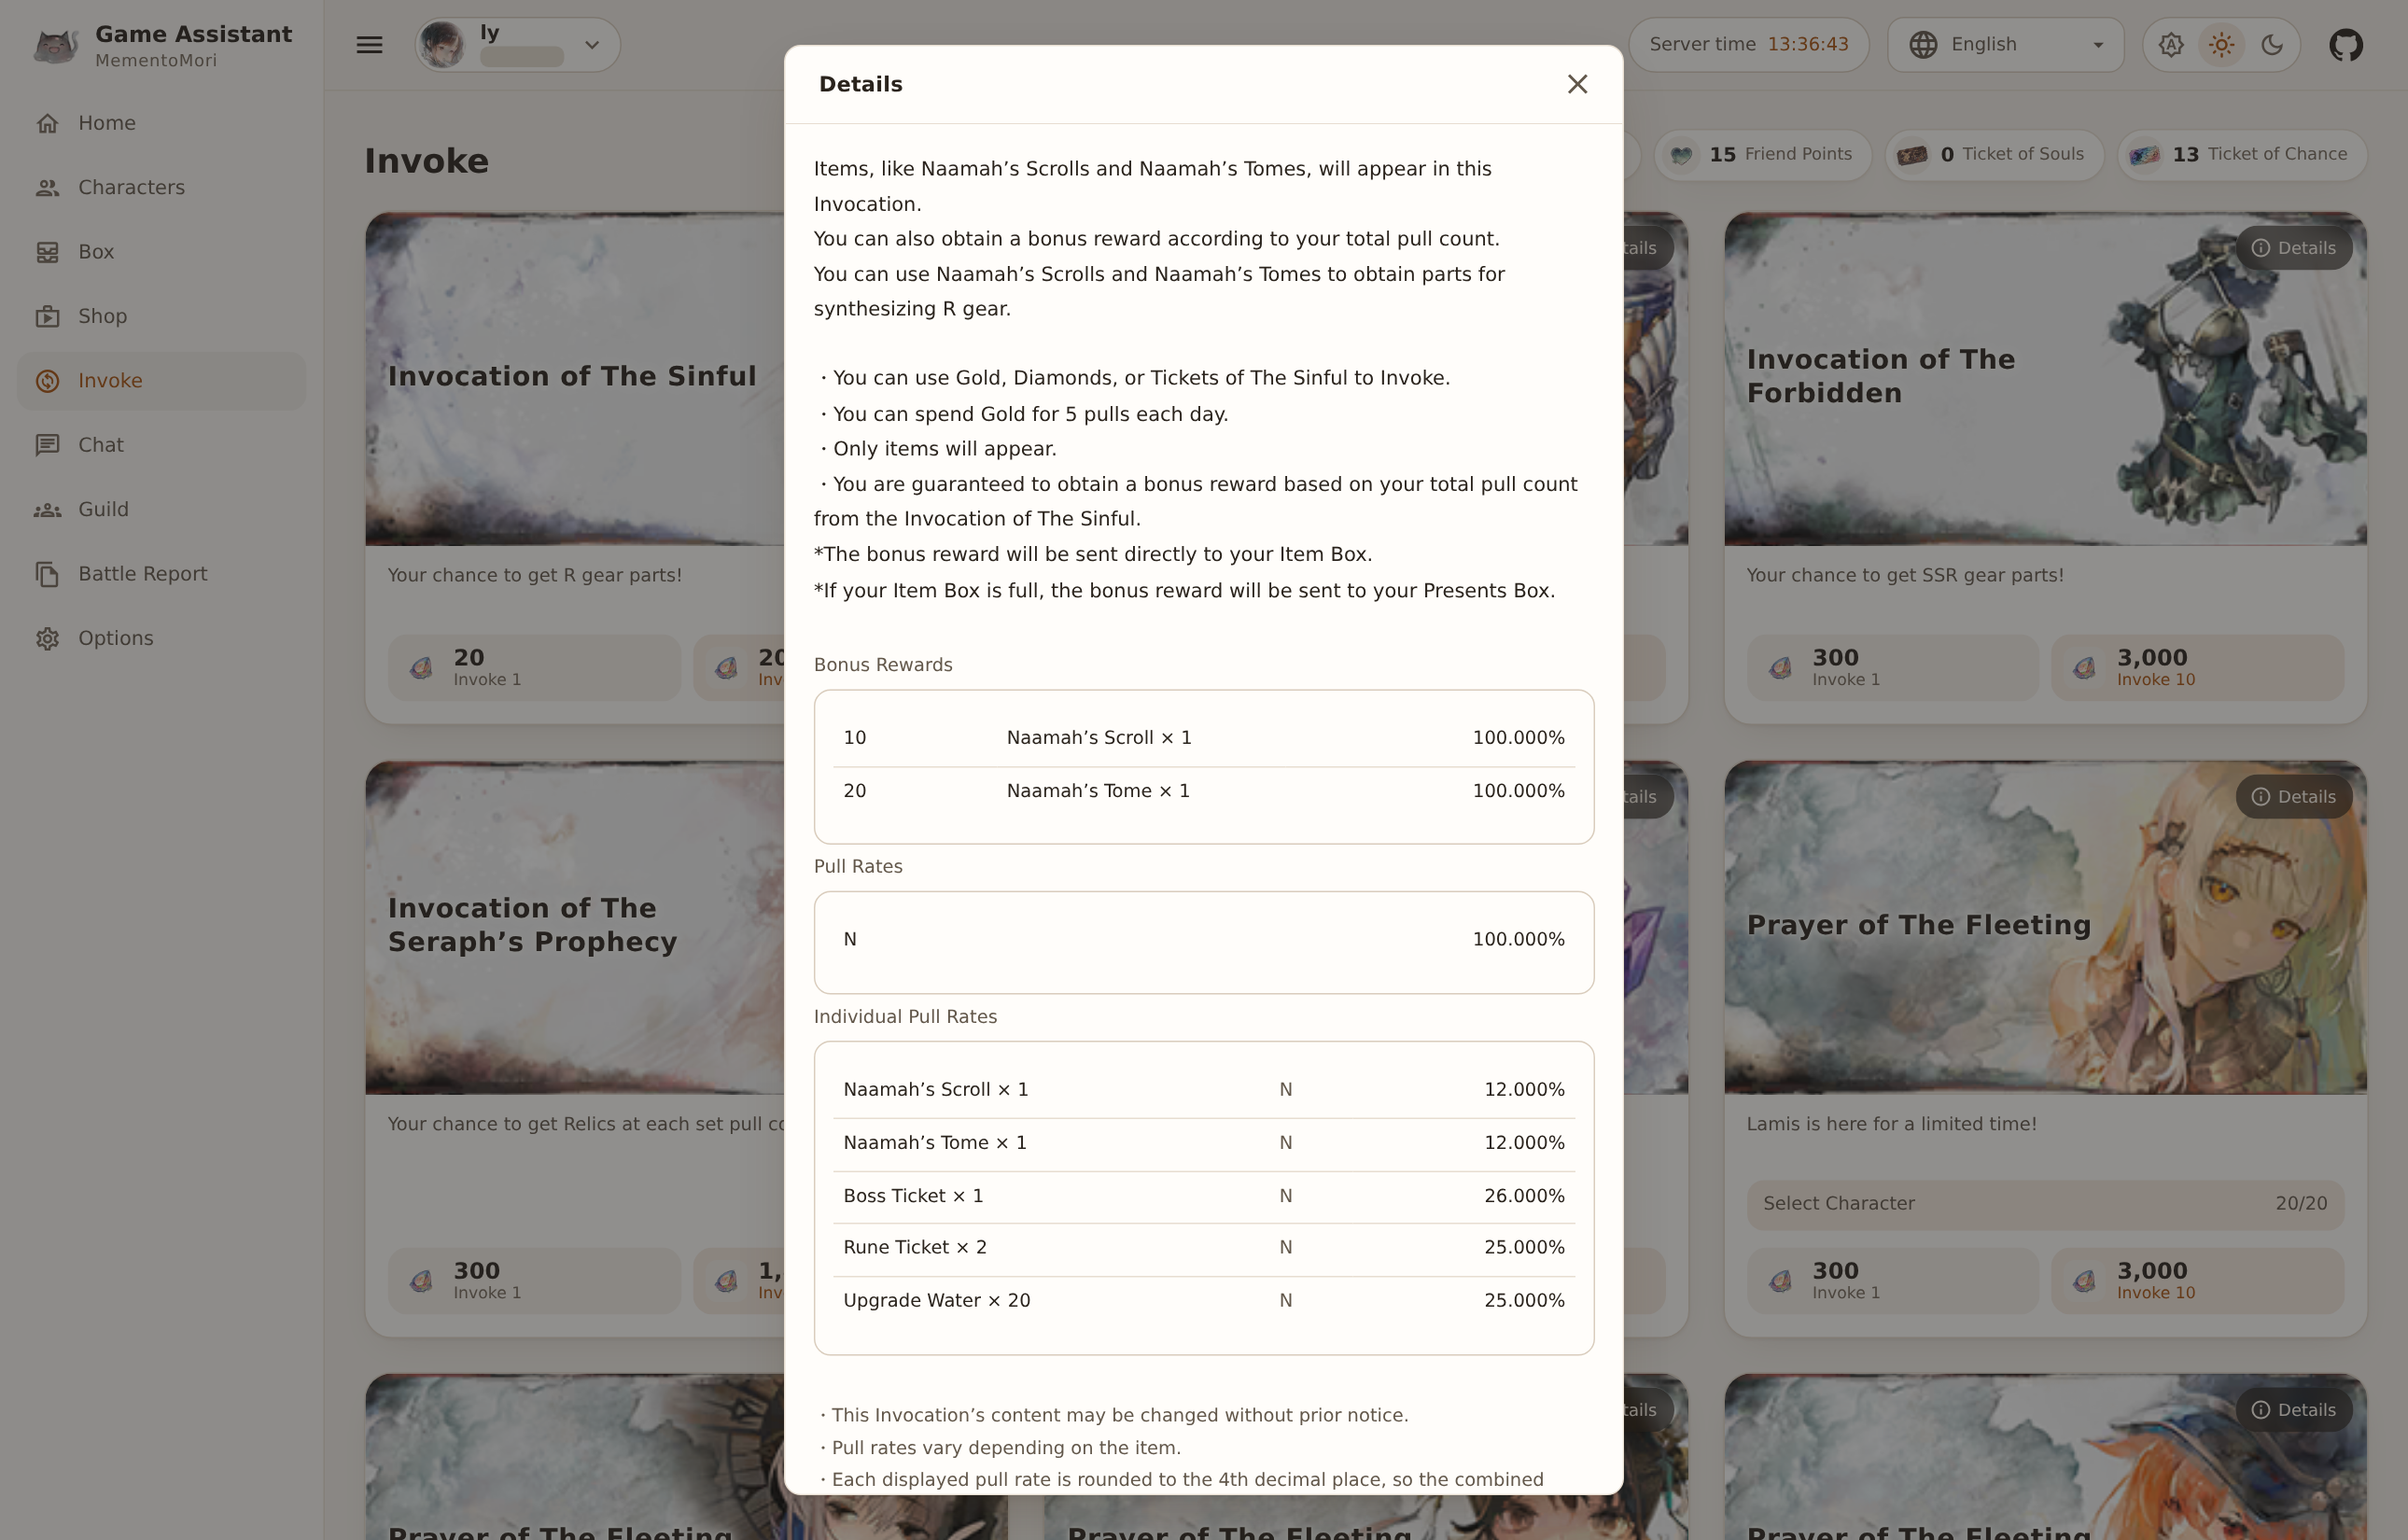 Game Assistant
MementoMori
Home
Characters
Box
Shop
Invoke
Chat
Guild
Battle Report
Options
ly
Server time 13:36:43
English
Invoke
15 Friend Points
0 Ticket of Souls
13 Ticket of Chance
Invocation of The Sinful
Your chance to get R gear parts!
20
Invoke 1
Details
Invocation of The
Forbidden
Your chance to get SSR gear parts!
300
Invoke 1
3,000
Invoke 10
Invocation of The
Seraph’s Prophecy
Your chance to get Relics at each set pull
300
Invoke 1
Details
Prayer of The Fleeting
Lamis is here for a limited time!
Select Character 20/20
300
Invoke 1
3,000
Invoke 10
Details
Prayer of The Fleeting
Prayer of The Fleeting
Prayer of The Fleeting
Details
Items, like Naamah’s Scrolls and Naamah’s Tomes, will appear in this
Invocation.
You can also obtain a bonus reward according to your total pull count.
You can use Naamah’s Scrolls and Naamah’s Tomes to obtain parts for
synthesizing R gear.
・You can use Gold, Diamonds, or Tickets of The Sinful to Invoke.
・You can spend Gold for 5 pulls each day.
・Only items will appear.
・You are guaranteed to obtain a bonus reward based on your total pull count
from the Invocation of The Sinful.
*The bonus reward will be sent directly to your Item Box.
*If your Item Box is full, the bonus reward will be sent to your Presents Box.
Bonus Rewards
10 Naamah’s Scroll × 1 100.000%
20 Naamah’s Tome × 1 100.000%
Pull Rates
N 100.000%
Individual Pull Rates
Naamah’s Scroll × 1 N 12.000%
Naamah’s Tome × 1 N 12.000%
Boss Ticket × 1 N 26.000%
Rune Ticket × 2 N 25.000%
Upgrade Water × 20 N 25.000%
・This Invocation’s content may be changed without prior notice.
・Pull rates vary depending on the item.
・Each displayed pull rate is rounded to the 4th decimal place, so the combined